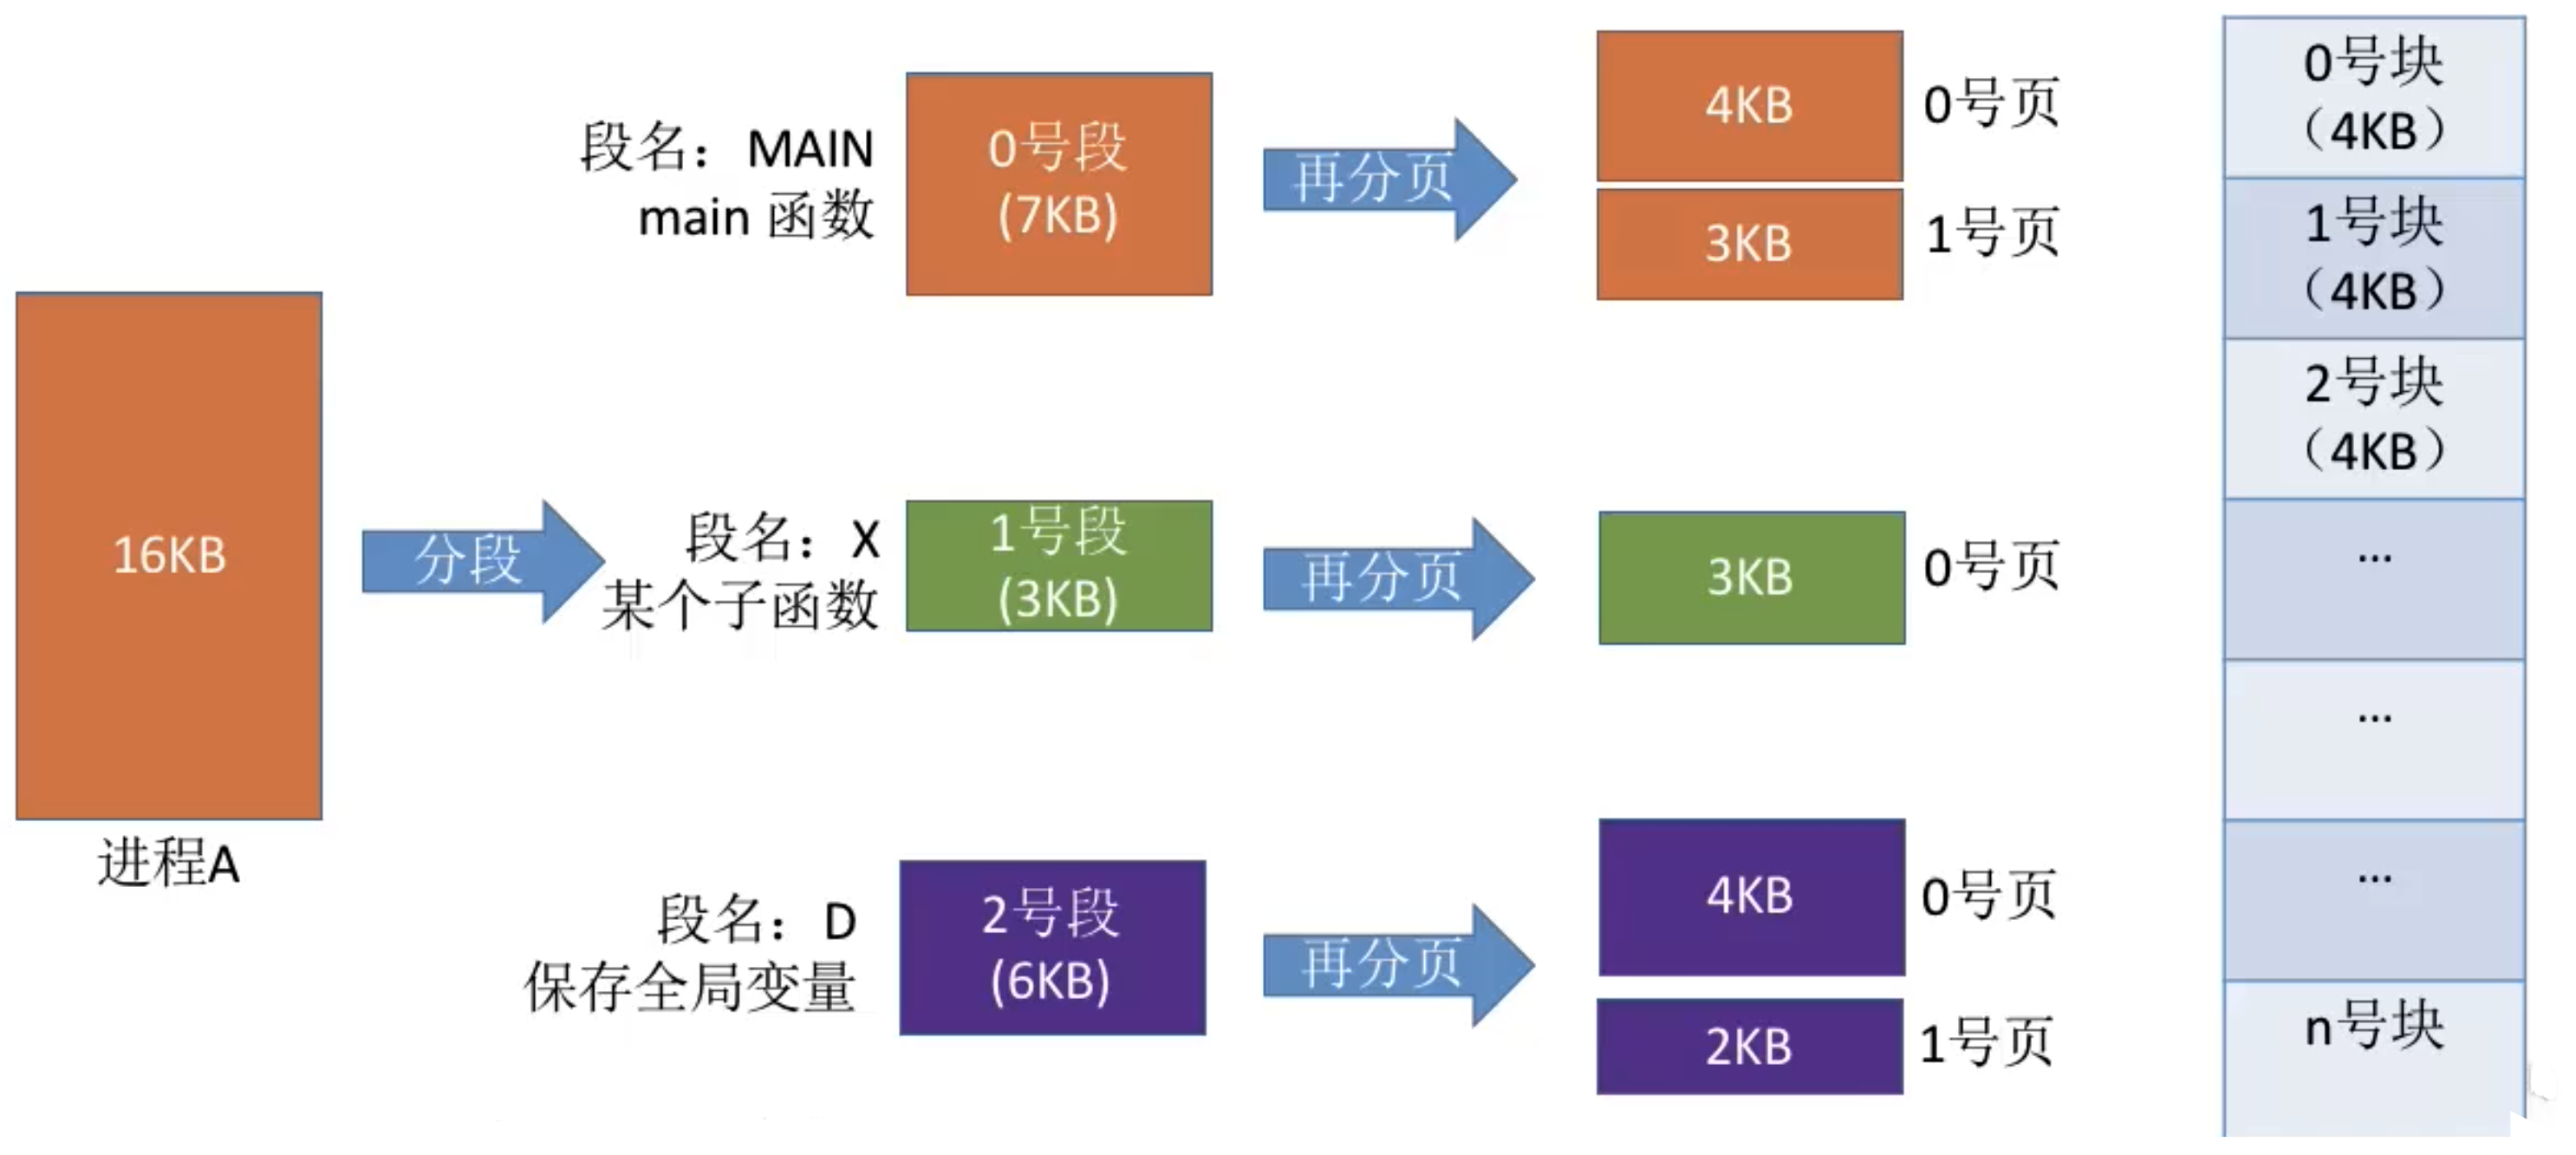 16KB
进程A
分段
段名：MAIN
main 函数
0号段
(7KB)
再分页
4KB
0号页
3KB
1号页
段名：X
某个子函数
1号段
(3KB)
再分页
3KB
0号页
段名：D
保存全局变量
2号段
(6KB)
再分页
4KB
0号页
2KB
1号页
0号块
（4KB）
1号块
（4KB）
2号块
（4KB）
...
...
...
n号块